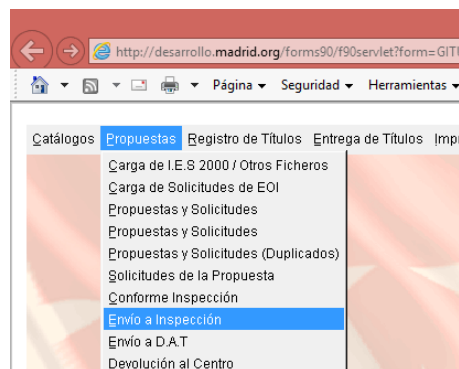 http://desarrollo.madrid.org/forms90/f90servlet?form=GIT
Página Seguridad Herramientas
Catálogos Propuestas Registro de Títulos Entrega de Títulos
Carga de I.E.S 2000 / Otros Ficheros
Carga de Solicitudes de EOI
Propuestas y Solicitudes
Propuestas y Solicitudes
Propuestas y Solicitudes (Duplicados)
Solicitudes de la Propuesta
Conforme Inspección
Envío a Inspección
Envío a D.A.T
Devolución al Centro